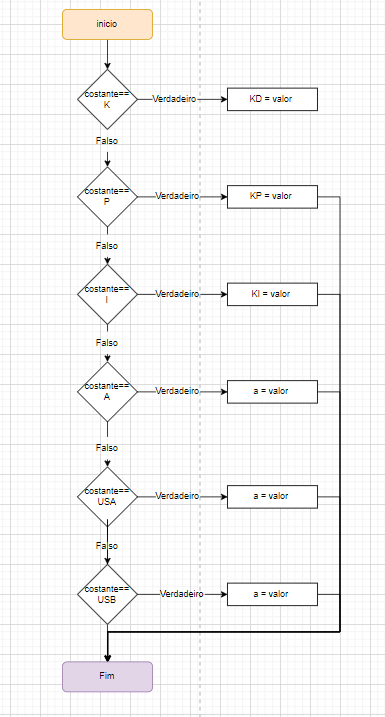 inicio
costante==
K
Verdadeiro
KD = valor
Falso
costante==
P
Verdadeiro
KP = valor
Falso
costante==
I
Verdadeiro
KI = valor
Falso
costante==
A
Verdadeiro
a = valor
Falso
costante==
USA
Verdadeiro
a = valor
Falso
costante==
USB
Verdadeiro
a = valor
Fim